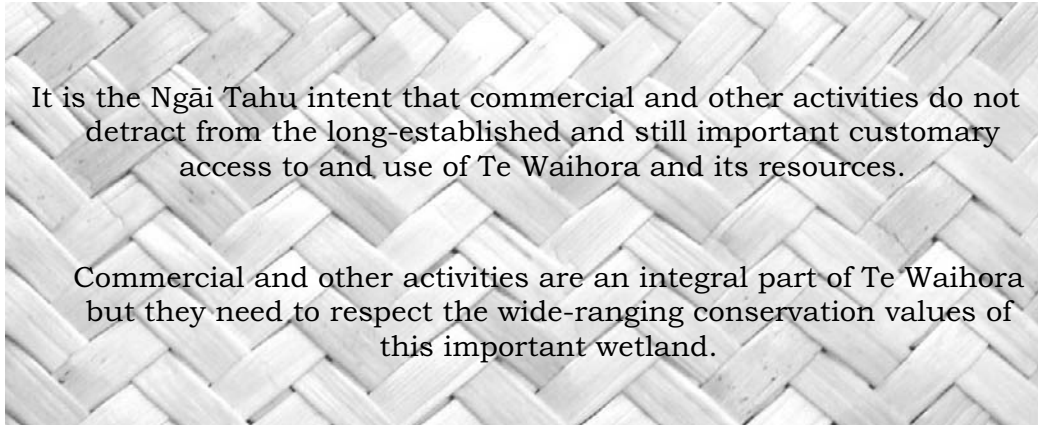 It is the Ngāi Tahu intent that commercial and other activities do not
detract from the long-established and still important customary
access to and use of Te Waihora and its resources.
Commercial and other activities are an integral part of Te Waihora
but they need to respect the wide-ranging conservation values of
this important wetland.